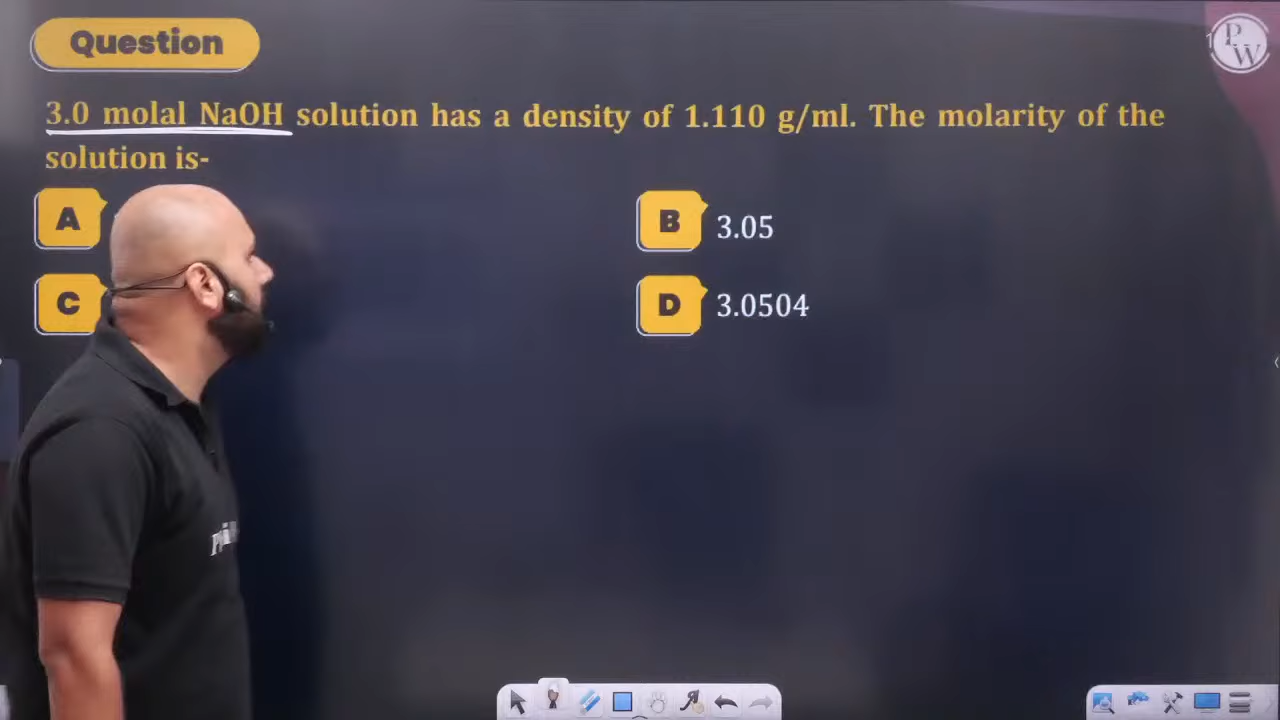 Question
PW
3.0 molal NaOH solution has a density of 1.110 g/ml. The molarity of the
solution is-
A
B 3.05
C
D 3.0504